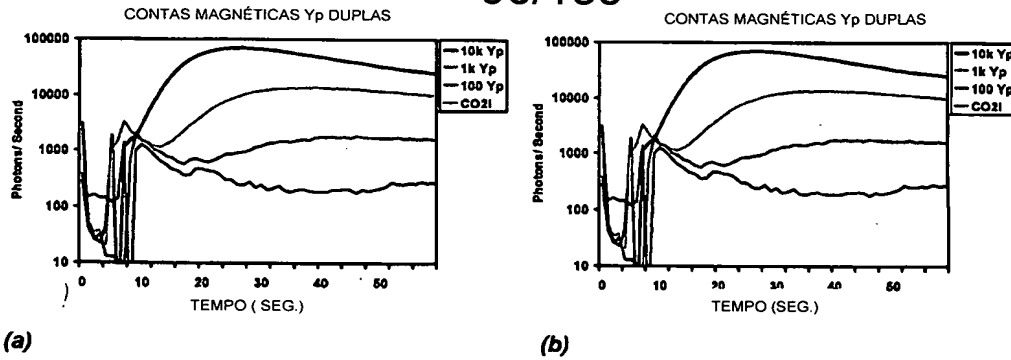 CONTAS MAGNÉTICAS Yp DUPLAS
100000
10000
1000
100
10
Photons/ Second
0
10
20
30
40
50
TEMPO ( SEG.)
10k Yp
1k Yp
100 Yp
CO2I
(a)
CONTAS MAGNÉTICAS Yp DUPLAS
100000
10000
1000
100
10
Photons/ Second
0
10
20
30
40
50
TEMPO (SEG.)
10k Yp
1k Yp
100 Yp
CO2I
(b)